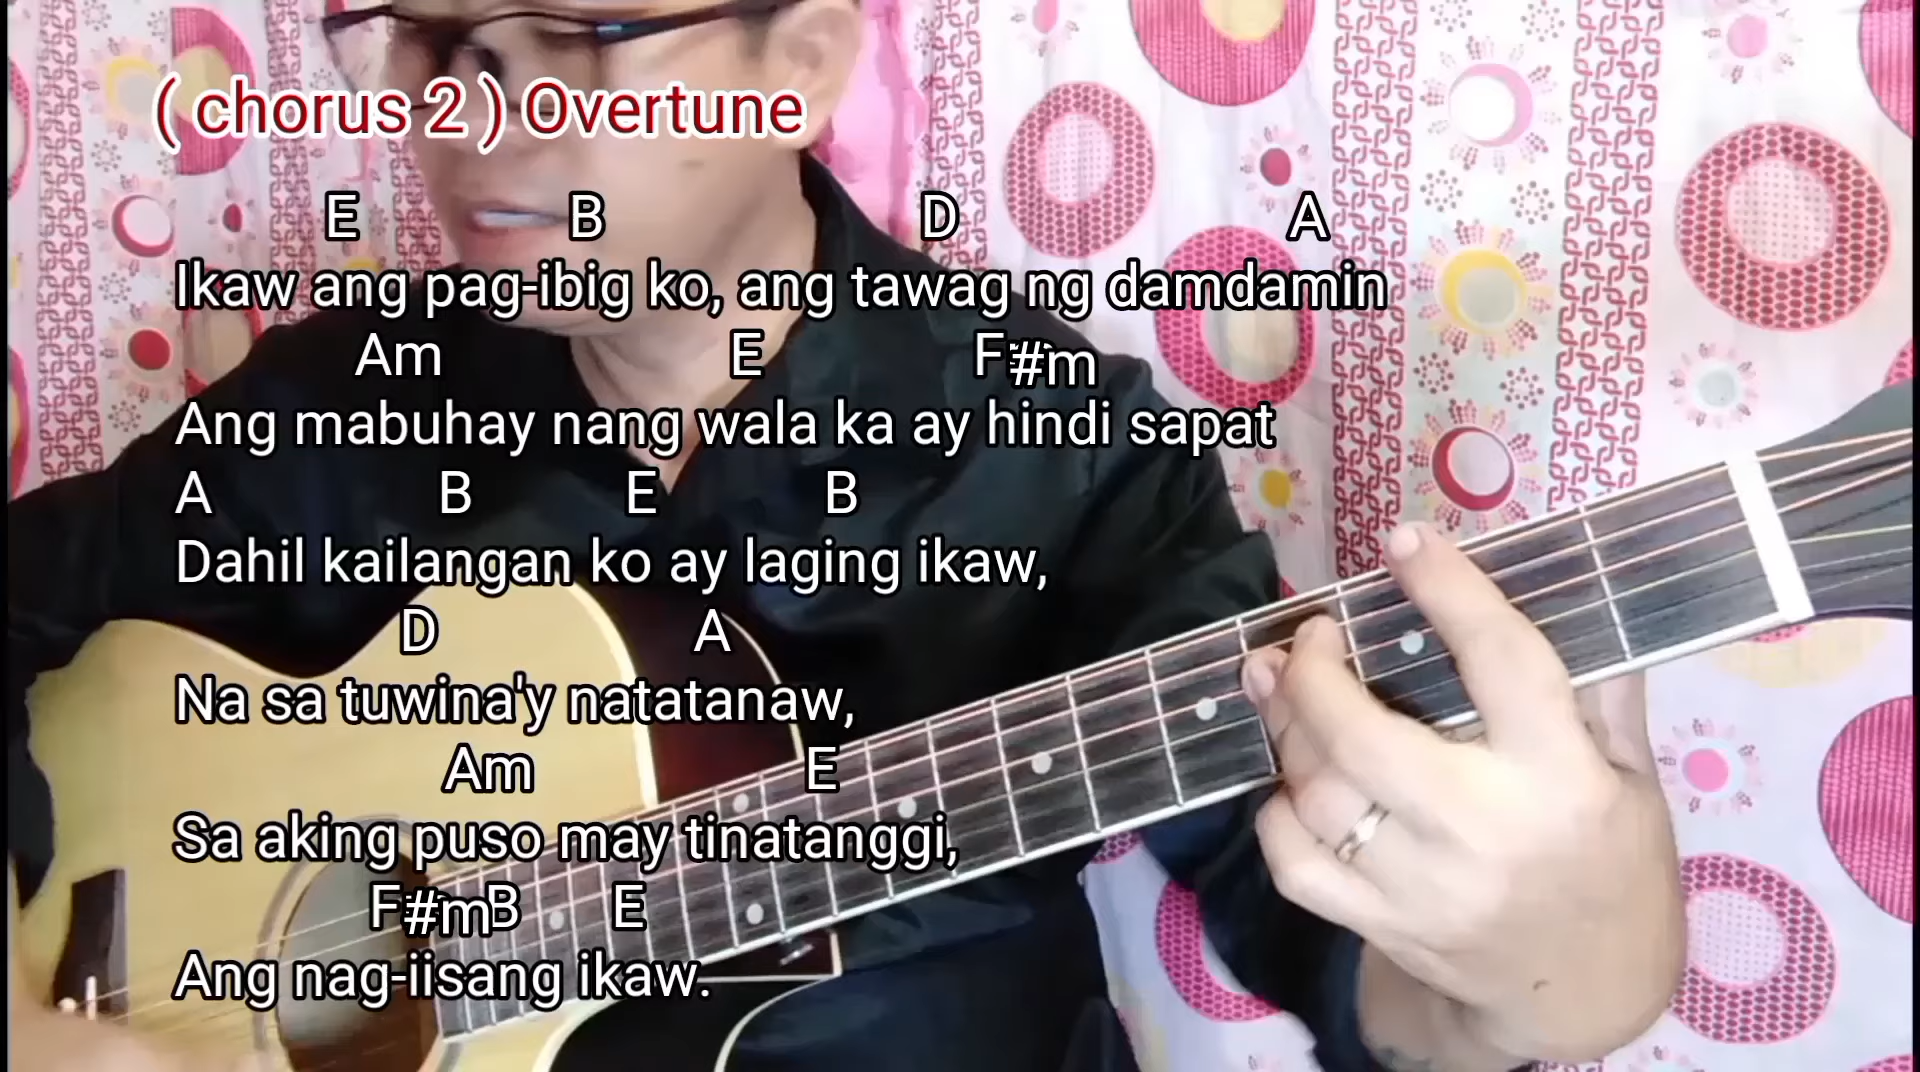 ( chorus 2 ) Overtune
E B D A
Ikaw ang pag-ibig ko, ang tawag ng damdamin
Am E F#m
Ang mabuhay nang wala ka ay hindi sapat
A B E B
Dahil kailangan ko ay laging ikaw,
D A
Na sa tuwina'y natatanaw,
Am E
Sa aking puso may tinatanggi,
F#m B E
Ang nag-iisang ikaw.